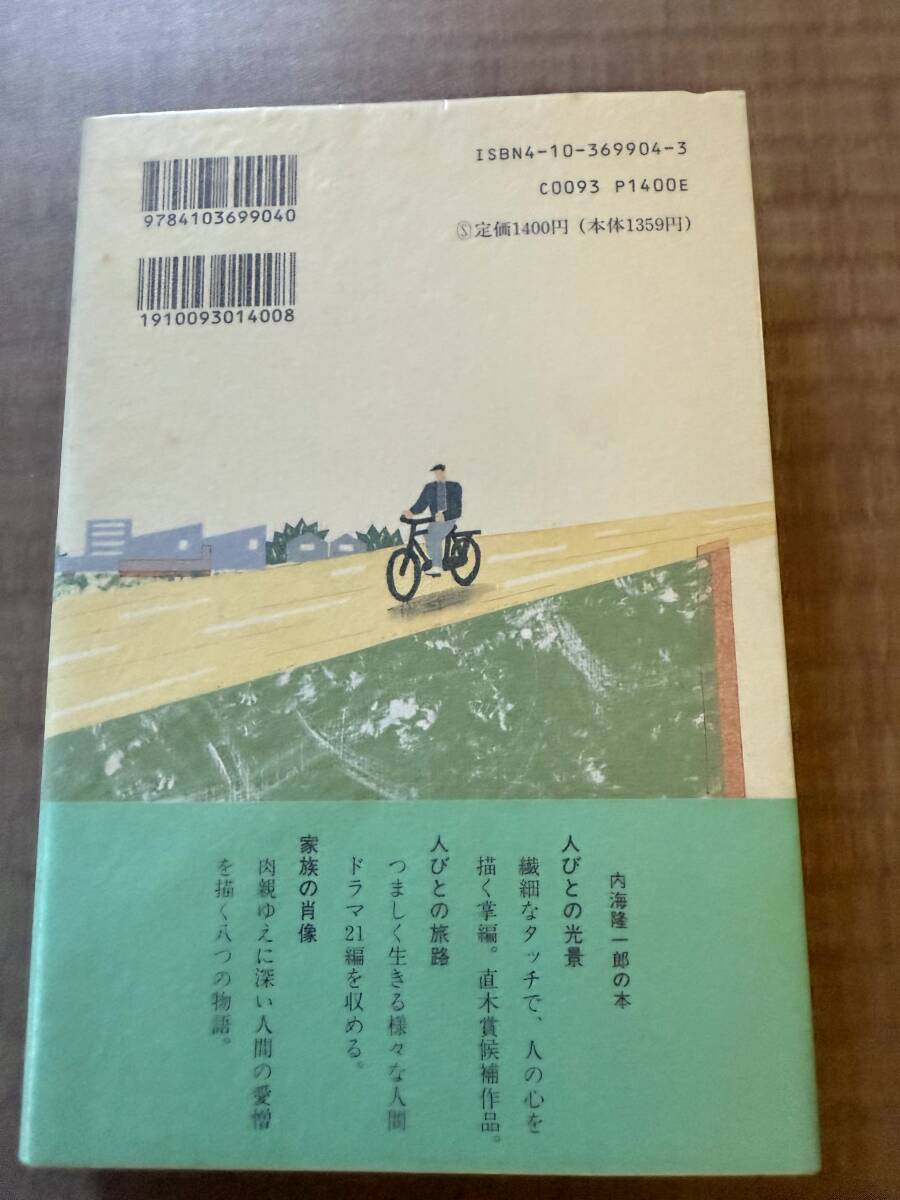 9784103699040
1910093014008
ISBN4-10-369904-3
C0093 P1400E
Ⓢ定価1400円(本体1359円)
内海隆一郎の本
人びとの光景
繊細なタッチで、人の心を
描く掌編。直木賞候補作品。
人びとの旅路
つましく生きる様々な人間
ドラマ21編を収める。
家族の肖像
肉親ゆえに深い人間の愛憎
を描く八つの物語。